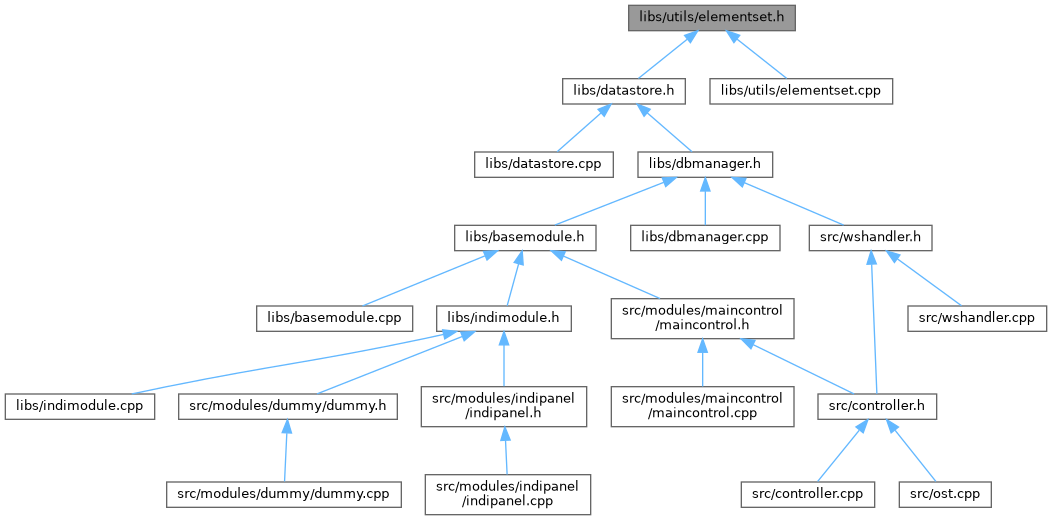 libs/utils/elementset.h
libs/datastore.h
libs/utils/elementset.cpp
libs/datastore.cpp
libs/dbmanager.h
libs/basemodule.h
libs/dbmanager.cpp
src/wshandler.h
libs/basemodule.cpp
libs/indimodule.h
src/modules/maincontrol
/maincontrol.h
src/wshandler.cpp
libs/indimodule.cpp
src/modules/dummy/dummy.h
src/modules/indipanel
/indipanel.h
src/modules/maincontrol
/maincontrol.cpp
src/controller.h
src/modules/dummy/dummy.cpp
src/modules/indipanel
/indipanel.cpp
src/controller.cpp
src/ost.cpp